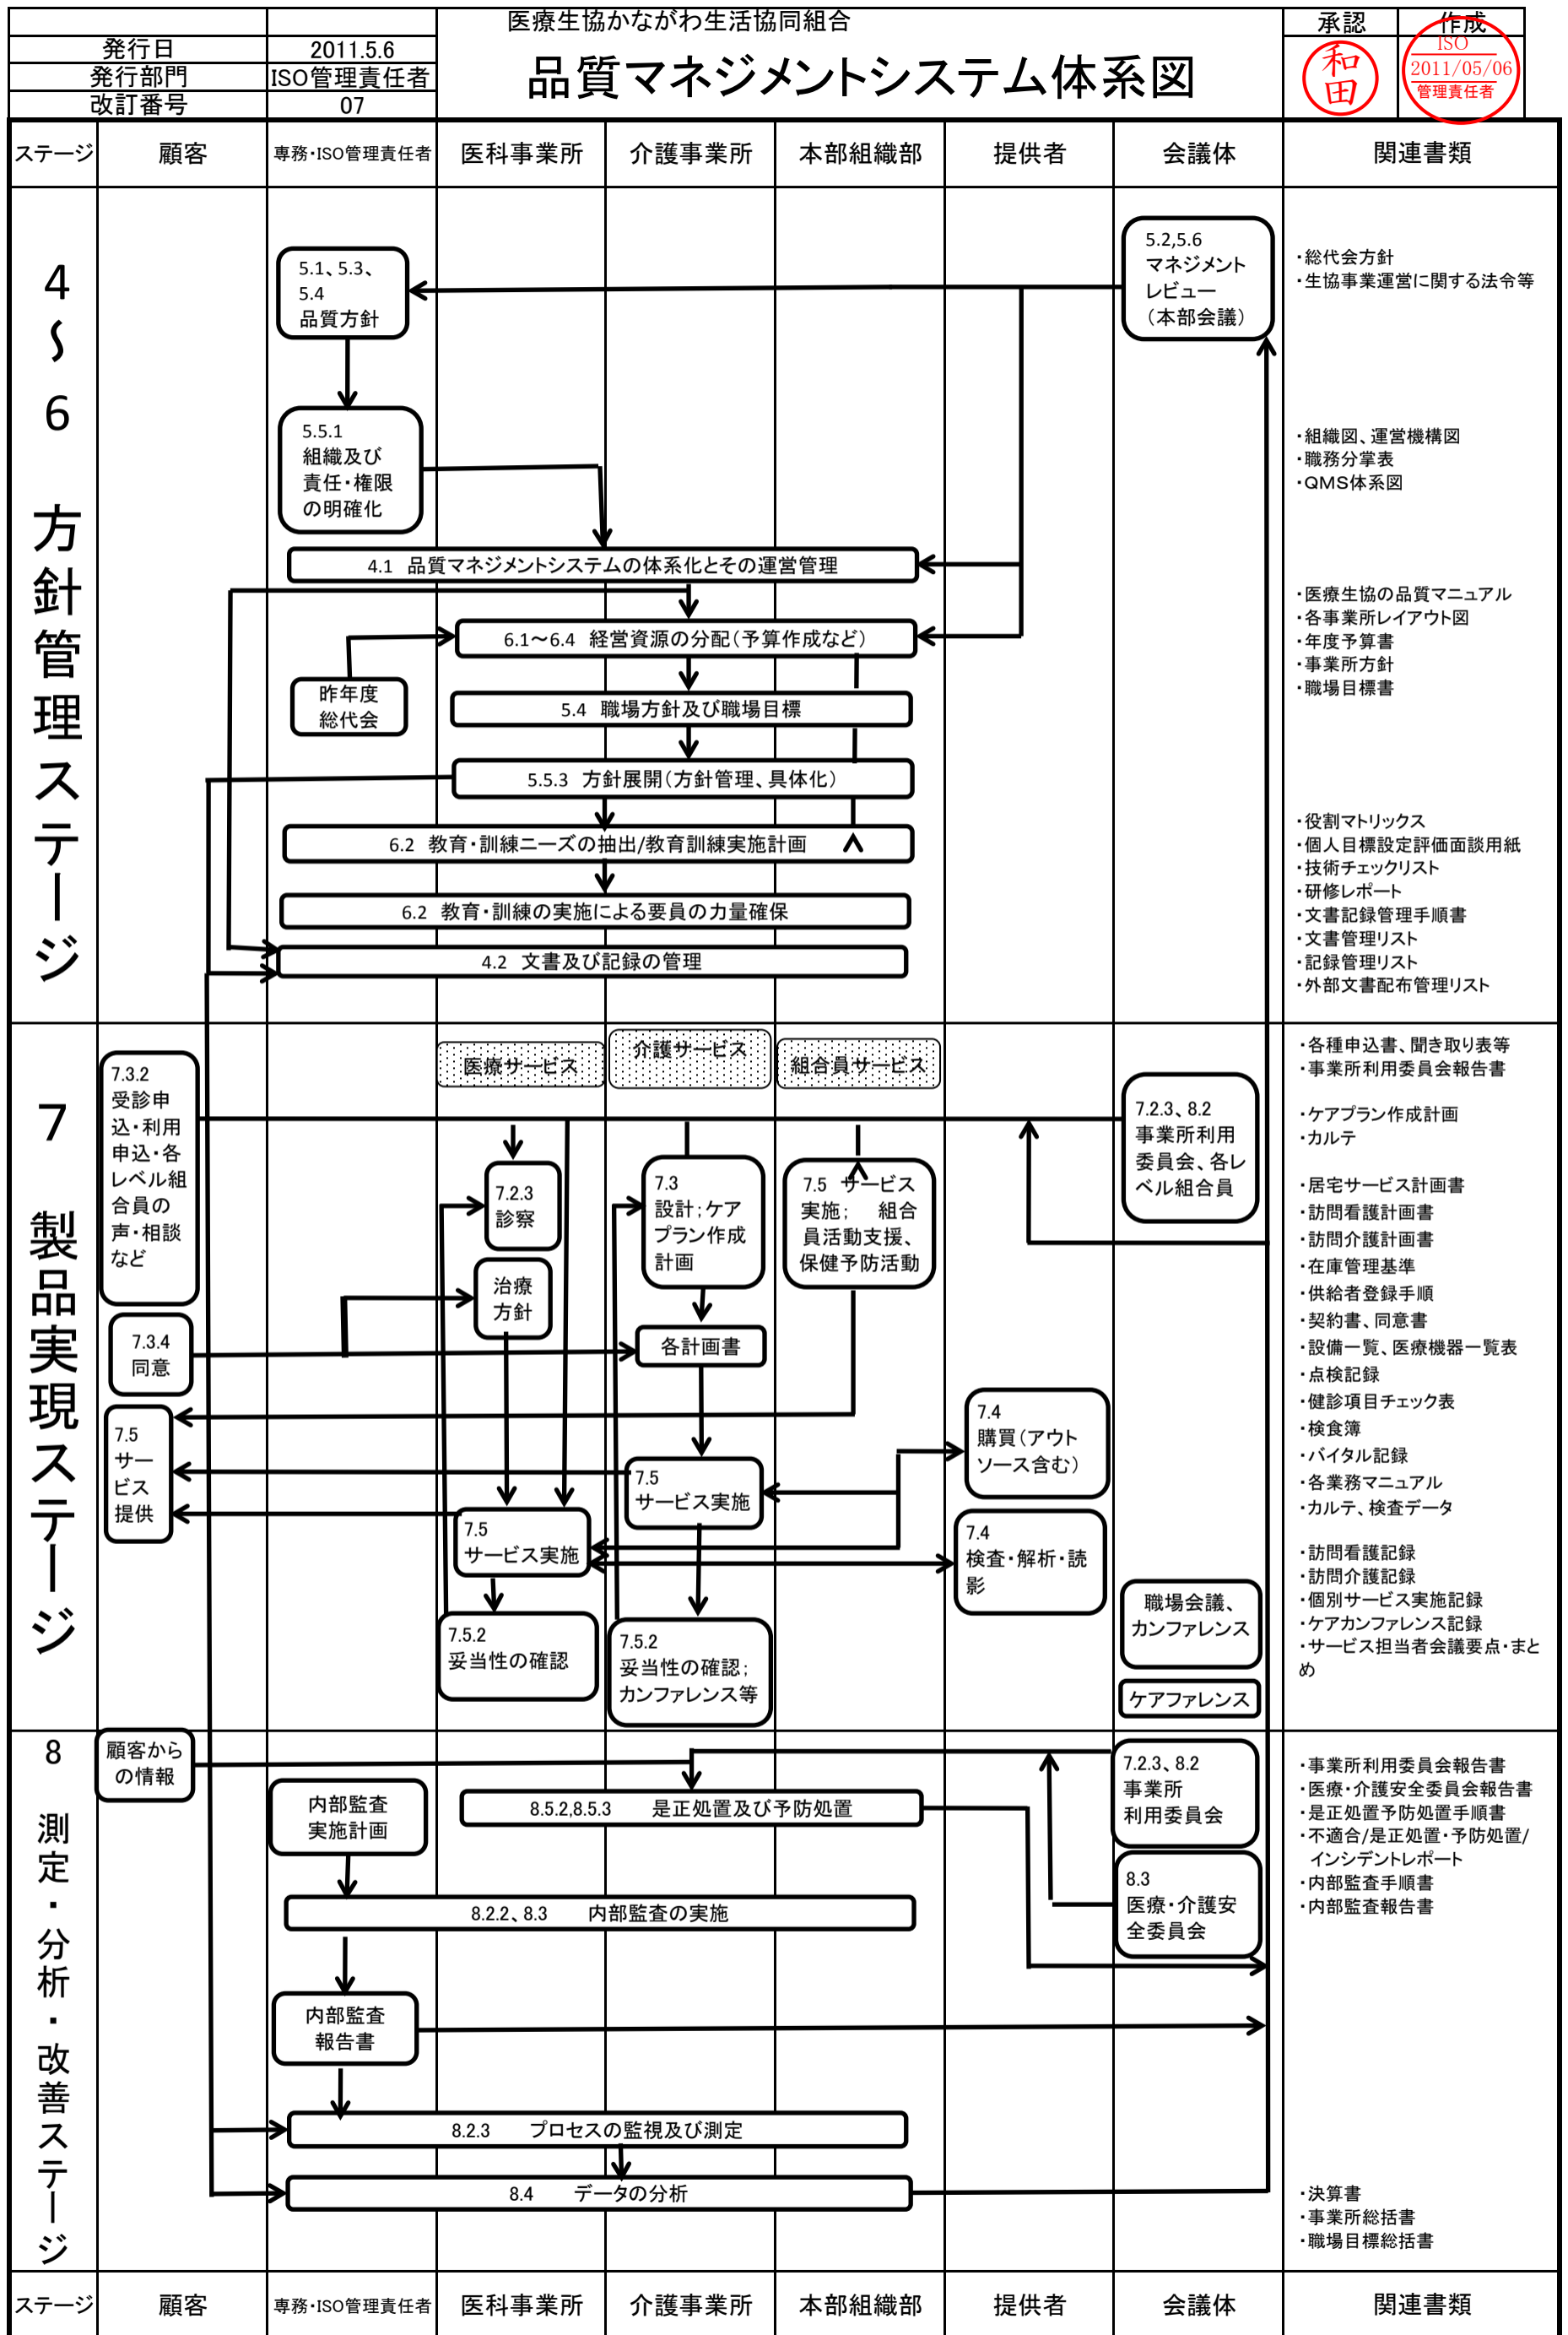 医療生協かながわ生活協同組合
品質マネジメントシステム体系図
発行日 2011.5.6
発行部門 ISO管理責任者
改訂番号 07
承認 作成
和田
ISO
2011/05/06
管理責任者
ステージ 顧客 専務・ISO管理責任者 医科事業所 介護事業所 本部組織部 提供者 会議体 関連書類
4～6 方針管理ステージ
5.1、5.3、
5.4
品質方針
5.2,5.6
マネジメント
レビュー
（本部会議）
・総代会方針
・生協事業運営に関する法令等
5.5.1
組織及び
責任・権限
の明確化
・組織図、運営機構図
・職務分掌表
・QMS体系図
4.1 品質マネジメントシステムの体系化とその運営管理
6.1～6.4 経営資源の分配（予算作成など）
昨年度
総代会
5.4 職場方針及び職場目標
5.5.3 方針展開（方針管理、具体化）
・医療生協の品質マニュアル
・各事業所レイアウト図
・年度予算書
・事業所方針
・職場目標書
6.2 教育・訓練ニーズの抽出/教育訓練実施計画
6.2 教育・訓練の実施による要員の力量確保
4.2 文書及び記録の管理
・役割マトリックス
・個人目標設定評価面談用紙
・技術チェックリスト
・研修レポート
・文書記録管理手順書
・文書管理リスト
・記録管理リスト
・外部文書配布管理リスト
7 製品実現ステージ
医療サービス
介護サービス
組合員サービス
7.3.2
受診申
込・利用
申込・各
レベル組
合員の
声・相談
など
7.2.3、8.2
事業所利用
委員会、各レ
ベル組合員
7.2.3
診察
7.3
設計；ケア
プラン作成
計画
7.5 サービス
実施； 組合
員活動支援、
保健予防活動
治療
方針
各計画書
7.3.4
同意
7.5
サー
ビス
提供
7.4
購買（アウト
ソース含む）
7.5
サービス実施
7.5
サービス実施
7.4
検査・解析・読
影
7.5.2
妥当性の確認
7.5.2
妥当性の確認；
カンファレンス等
職場会議、
カンファレンス
ケアファレンス
・各種申込書、聞き取り表等
・事業所利用委員会報告書
・ケアプラン作成計画
・カルテ
・居宅サービス計画書
・訪問看護計画書
・訪問介護計画書
・在庫管理基準
・供給者登録手順
・契約書、同意書
・設備一覧、医療機器一覧表
・点検記録
・健診項目チェック表
・検食簿
・バイタル記録
・各業務マニュアル
・カルテ、検査データ
・訪問看護記録
・訪問介護記録
・個別サービス実施記録
・ケアカンファレンス記録
・サービス担当者会議要点・まと
め
8 測定・分析・改善ステージ
顧客から
の情報
内部監査
実施計画
8.5.2,8.5.3 是正処置及び予防処置
7.2.3、8.2
事業所
利用委員会
8.2.2、8.3 内部監査の実施
8.3
医療・介護安
全委員会
内部監査
報告書
8.2.3 プロセスの監視及び測定
8.4 データの分析
・事業所利用委員会報告書
・医療・介護安全委員会報告書
・是正処置予防処置手順書
・不適合/是正処置・予防処置/
インシデントレポート
・内部監査手順書
・内部監査報告書
・決算書
・事業所総括書
・職場目標総括書
ステージ 顧客 専務・ISO管理責任者 医科事業所 介護事業所 本部組織部 提供者 会議体 関連書類